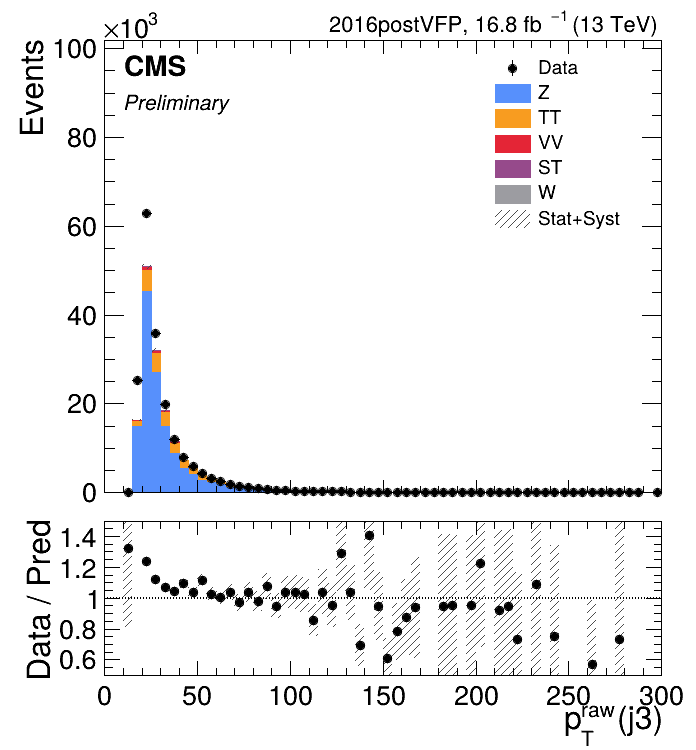 ×10³
2016postVFP, 16.8 fb⁻¹ (13 TeV)
100
CMS
Preliminary
Events
Data
Z
TT
VV
ST
W
Stat+Syst
80
60
40
20
0
Data / Pred
1.4
1.2
1
0.8
0.6
0 50 100 150 200 250 300
p_T^raw(j3)